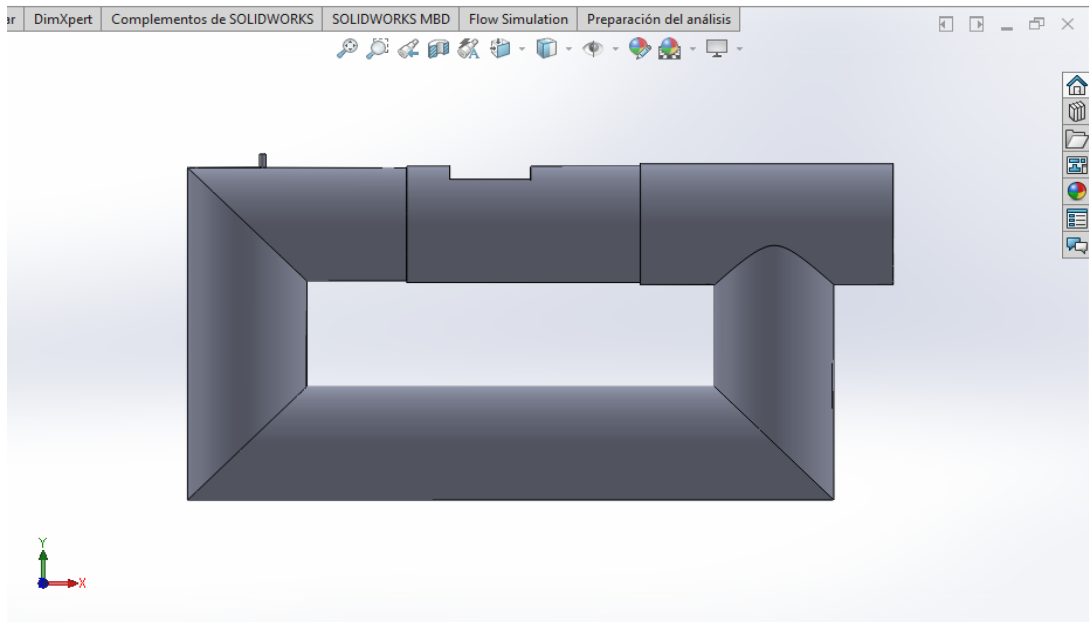 ar DimXpert Complementos de SOLIDWORKS SOLIDWORKS MBD Flow Simulation Preparación del análisis
Y
X